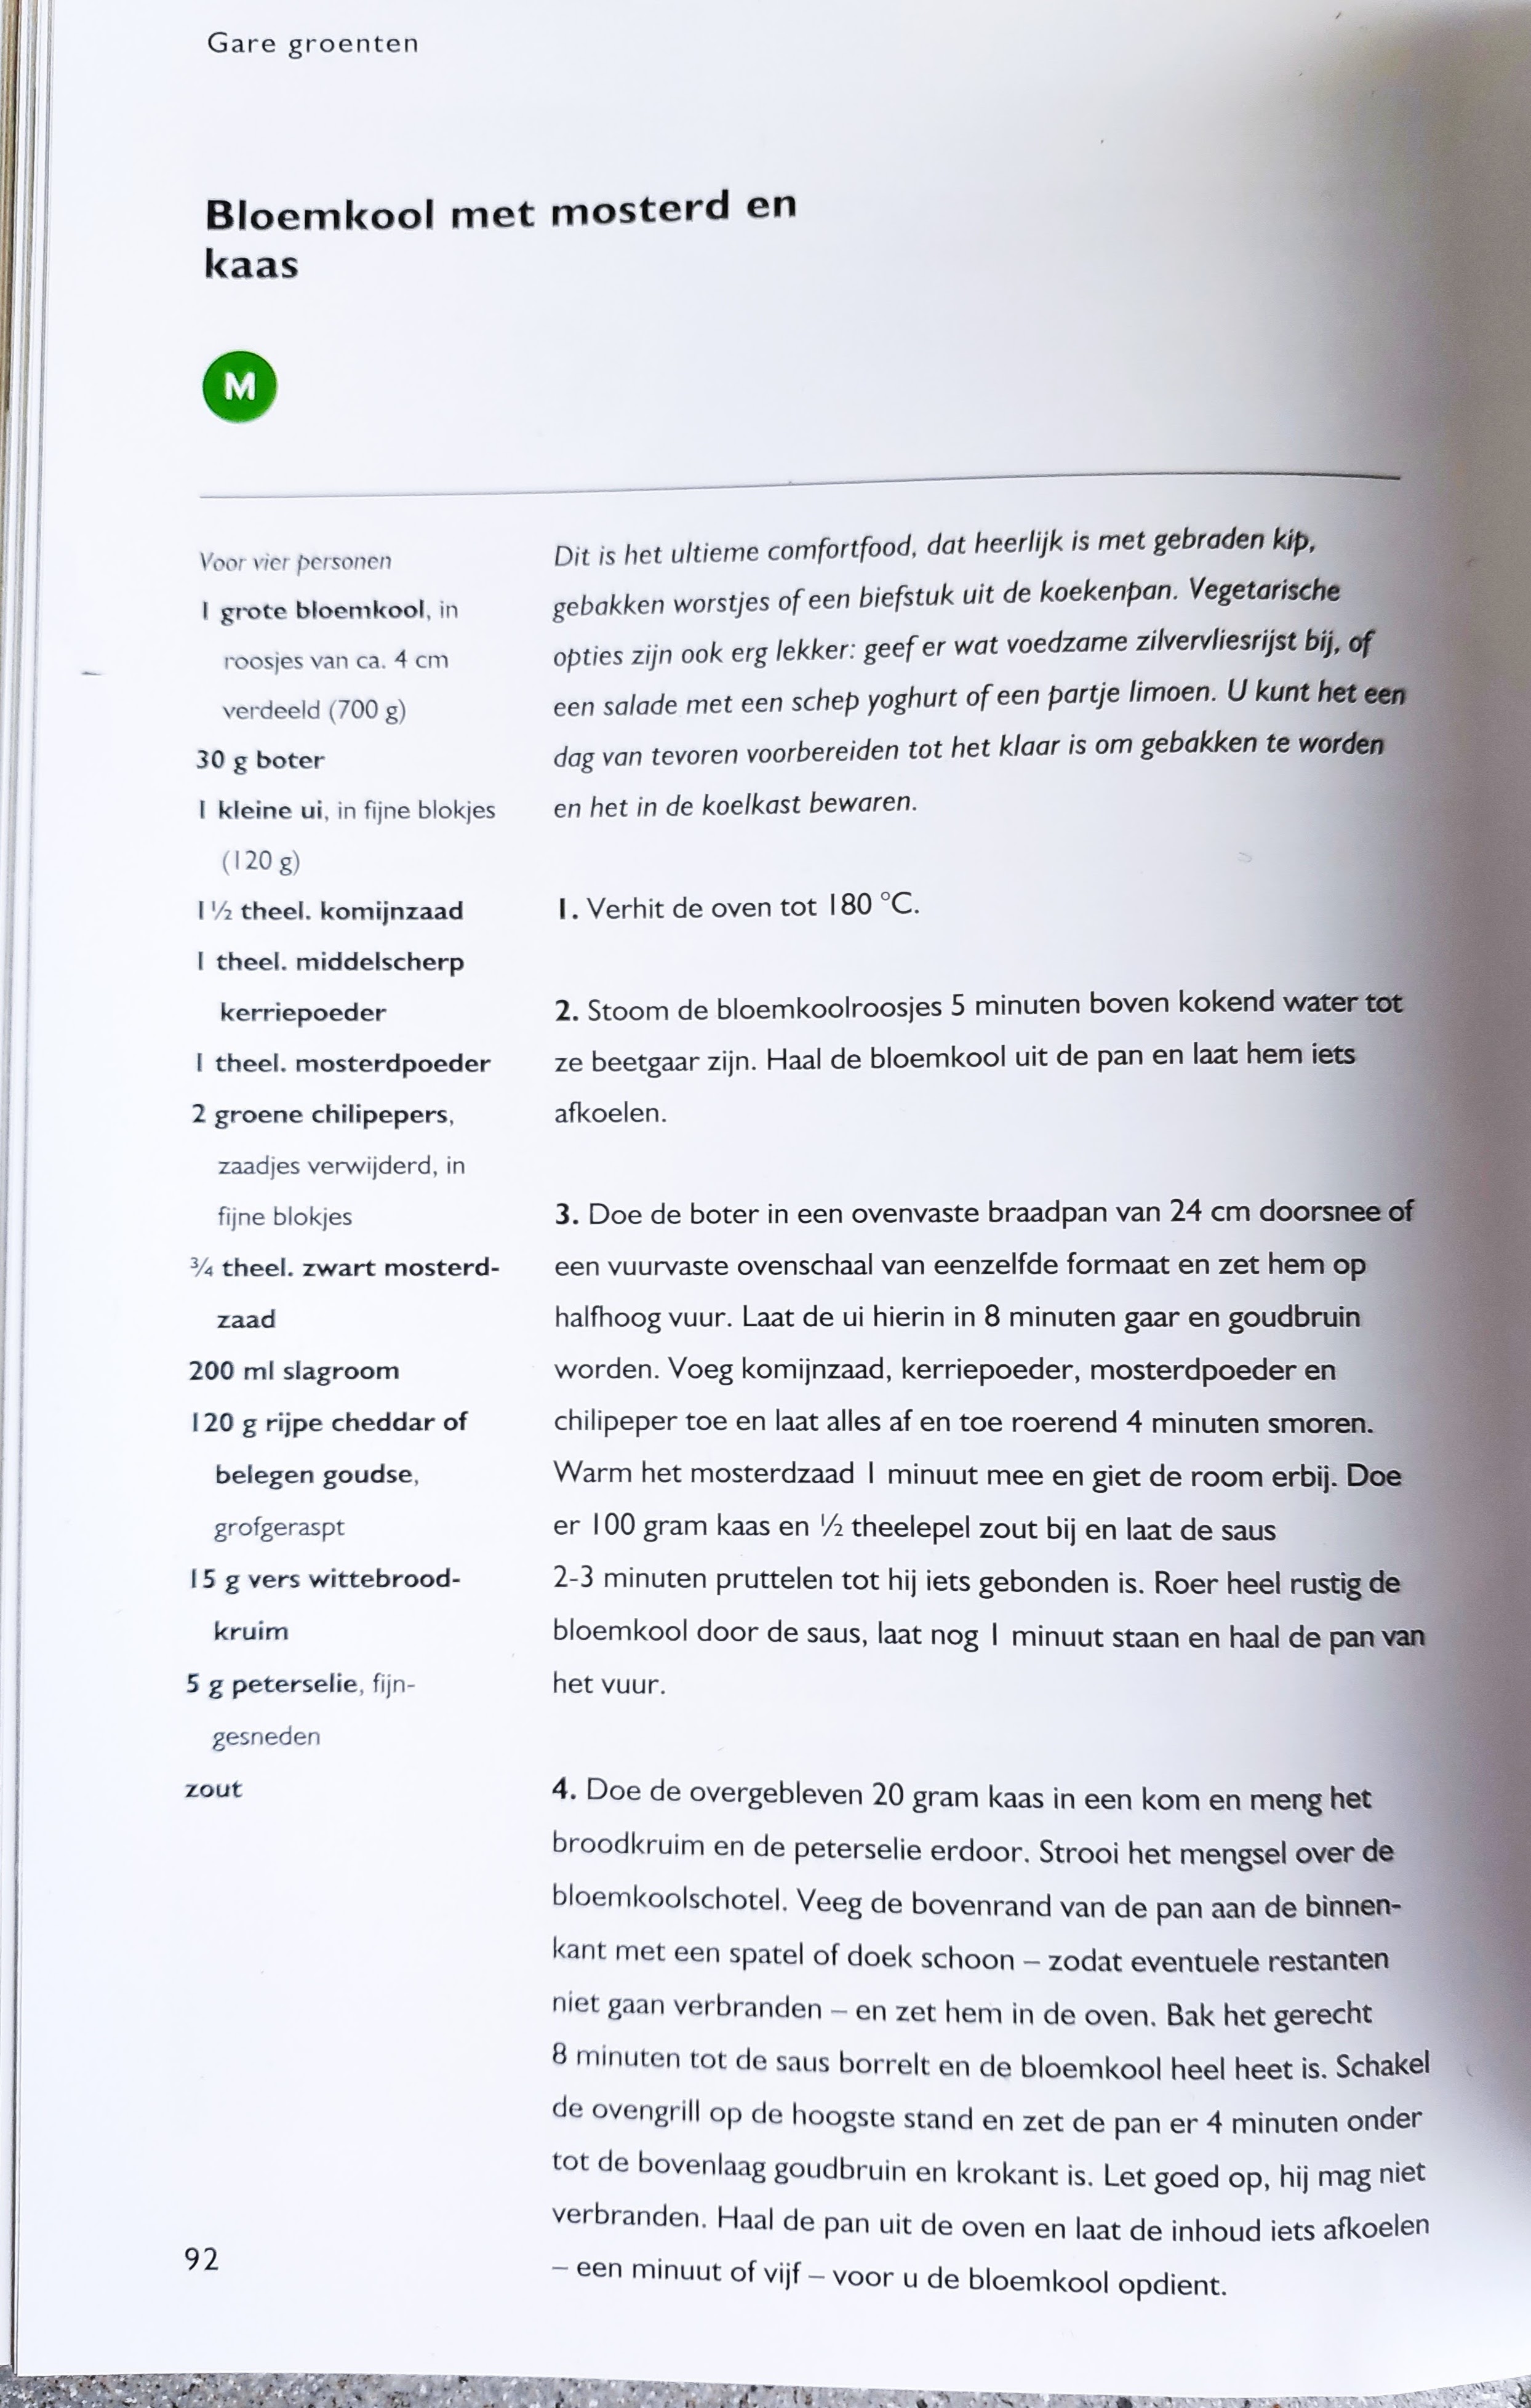 Gare groenten
Bloemkool met mosterd en
kaas
M
Voor vier personen
1 grote bloemkool, in
roosjes van ca. 4 cm
verdeeld (700 g)
30 g boter
1 kleine ui, in fijne blokjes
(120 g)
1½ theel. komijnzaad
1 theel. middelscherp
kerriepoeder
1 theel. mosterdpoeder
2 groene chilipepers,
zaadjes verwijderd, in
fijne blokjes
¾ theel. zwart mosterd-
zaad
200 ml slagroom
120 g rijpe cheddar of
belegen goudse,
grofgeraspt
15 g vers wittebrood-
kruim
5 g peterselie, fijn-
gesneden
zout
Dit is het ultieme comfortfood, dat heerlijk is met gebraden kip,
gebakken worstjes of een biefstuk uit de koekenpan. Vegetarische
opties zijn ook erg lekker: geef er wat voedzame zilvervliesrijst bij, of
een salade met een schep yoghurt of een partje limoen. U kunt het een
dag van tevoren voorbereiden tot het klaar is om gebakken te worden
en het in de koelkast bewaren.
1. Verhit de oven tot 180 °C.
2. Stoom de bloemkoolroosjes 5 minuten boven kokend water tot
ze beetgaar zijn. Haal de bloemkool uit de pan en laat hem iets
afkoelen.
3. Doe de boter in een ovenvaste braadpan van 24 cm doorsnee of
een vuurvaste ovenschaal van eenzelfde formaat en zet hem op
halfhoog vuur. Laat de ui hierin in 8 minuten gaar en goudbruin
worden. Voeg komijnzaad, kerriepoeder, mosterdpoeder en
chilipeper toe en laat alles af en toe roerend 4 minuten smoren.
Warm het mosterdzaad 1 minuut mee en giet de room erbij. Doe
er 100 gram kaas en ½ theelepel zout bij en laat de saus
2-3 minuten pruttelen tot hij iets gebonden is. Roer heel rustig de
bloemkool door de saus, laat nog 1 minuut staan en haal de pan van
het vuur.
4. Doe de overgebleven 20 gram kaas in een kom en meng het
broodkruim en de peterselie erdoor. Strooi het mengsel over de
bloemkoolschotel. Veeg de bovenrand van de pan aan de binnen-
kant met een spatel of doek schoon – zodat eventuele restanten
niet gaan verbranden – en zet hem in de oven. Bak het gerecht
8 minuten tot de saus borrelt en de bloemkool heel heet is. Schakel
de ovengrill op de hoogste stand en zet de pan er 4 minuten onder
tot de bovenlaag goudbruin en krokant is. Let goed op, hij mag niet
verbranden. Haal de pan uit de oven en laat de inhoud iets afkoelen
– een minuut of vijf – voor u de bloemkool opdient.
92